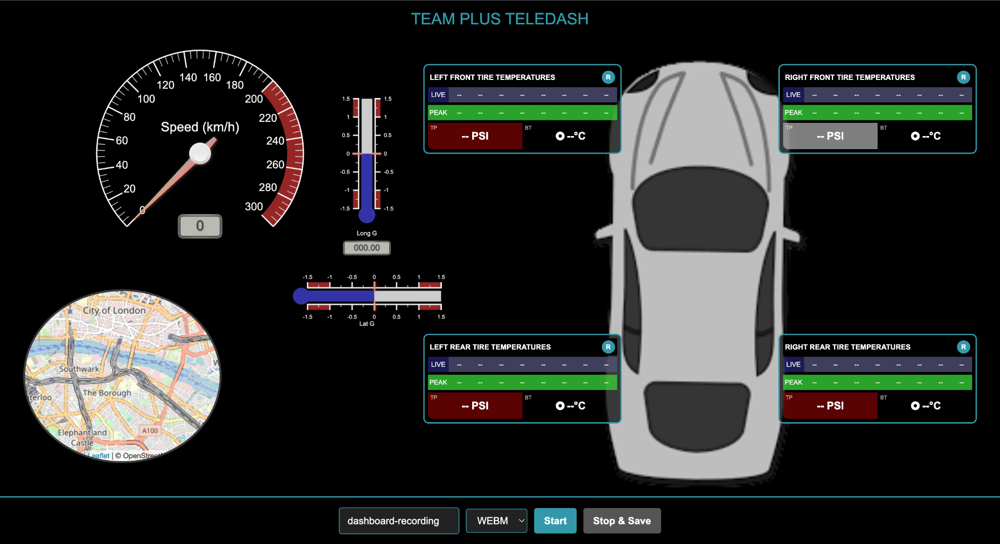 TEAM PLUS TELEDASH
0 20 40 60 80 100 120 140 160 180 200 220 240 260 280 300
Speed (km/h)
0
1.5 1.5
1 1
0.5 0.5
0 0
-0.5 -0.5
-1 -1
-1.5 -1.5
Long G
000.00
-1.5 -1 -0.5 0 0.5 1 1.5
-1.5 -1 -0.5 0 0.5 1 1.5
Lat G
LEFT FRONT TIRE TEMPERATURES R
LIVE -- -- -- -- -- -- -- --
PEAK -- -- -- -- -- -- -- --
TP -- PSI BT --°C
RIGHT FRONT TIRE TEMPERATURES R
LIVE -- -- -- -- -- -- -- --
PEAK -- -- -- -- -- -- -- --
TP -- PSI BT --°C
LEFT REAR TIRE TEMPERATURES R
LIVE -- -- -- -- -- -- -- --
PEAK -- -- -- -- -- -- -- --
TP -- PSI BT --°C
RIGHT REAR TIRE TEMPERATURES R
LIVE -- -- -- -- -- -- -- --
PEAK -- -- -- -- -- -- -- --
TP -- PSI BT --°C
City of London
Southwark
River Thames
The Borough
terloo
Elephant and
Castle
A100
Leaflet | © OpenStreet
dashboard-recording WEBM Start Stop & Save